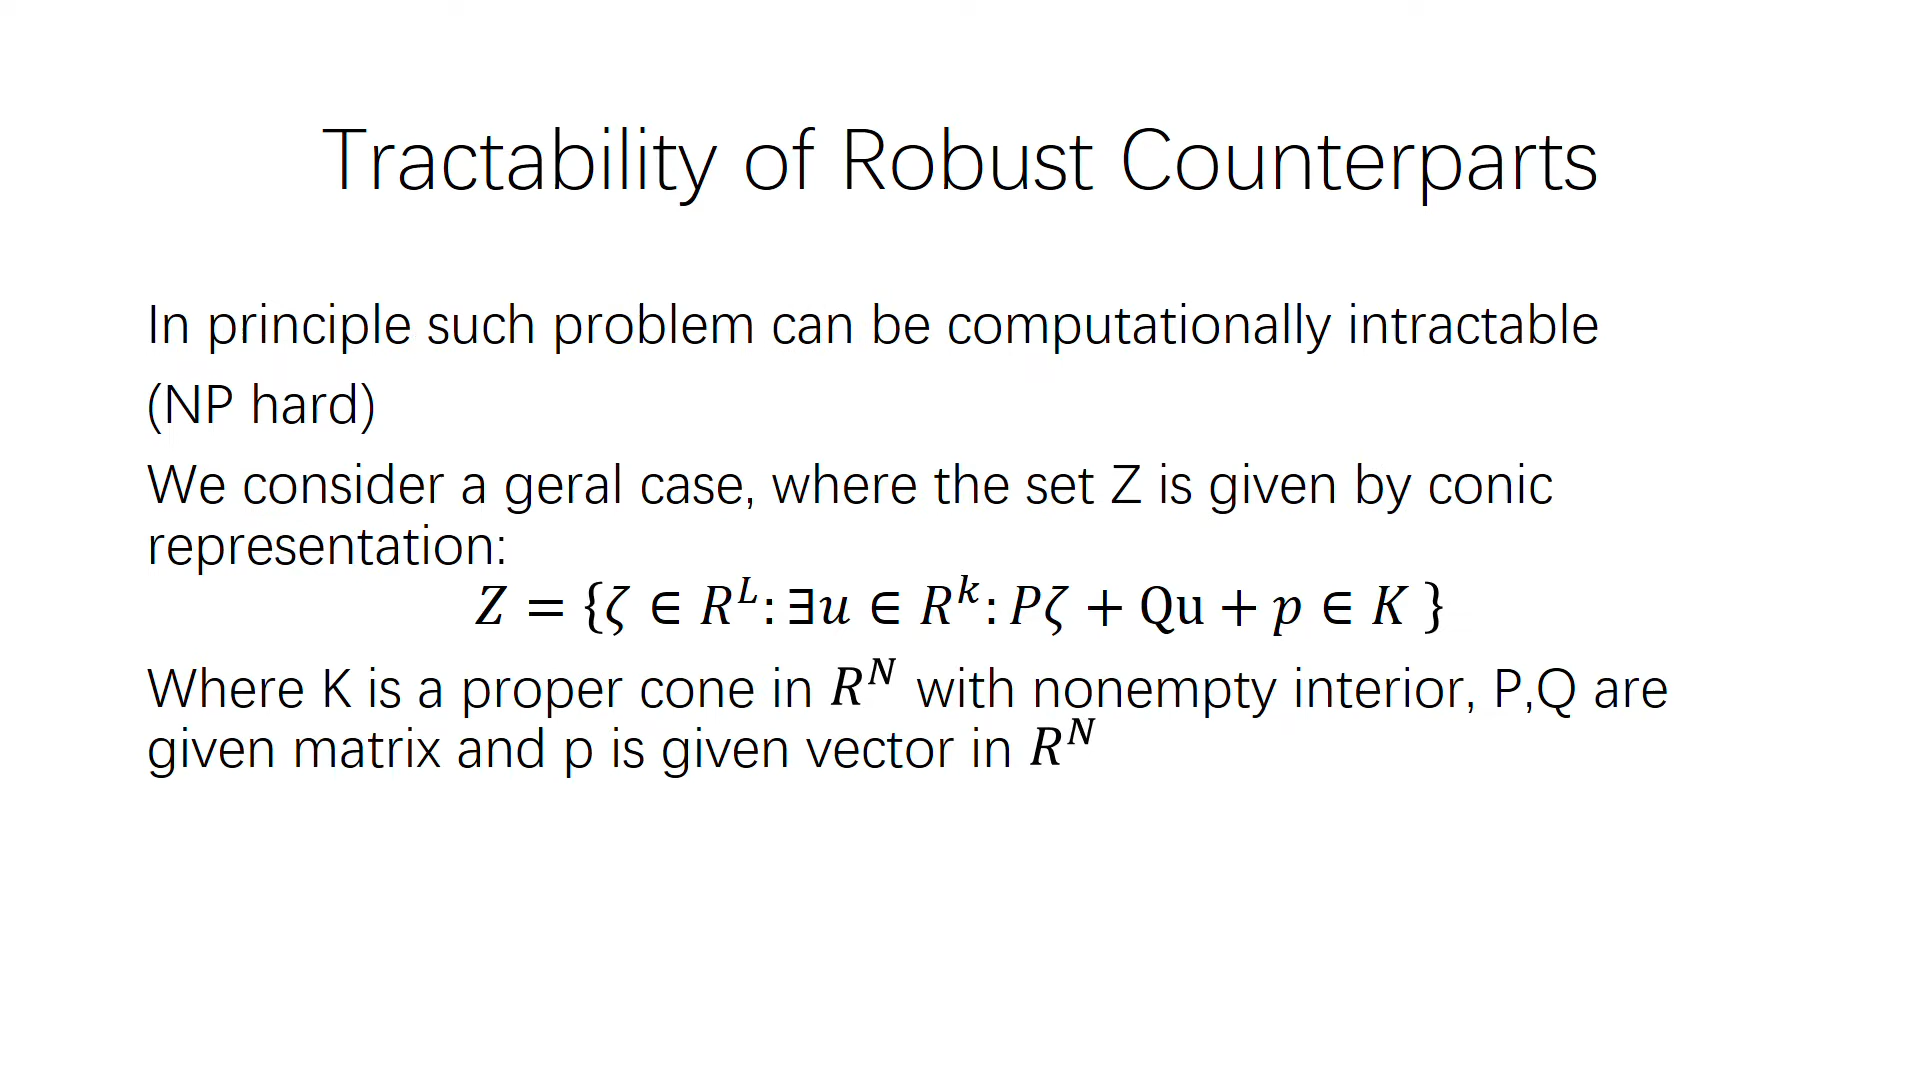 Tractability of Robust Counterparts
In principle such problem can be computationally intractable
(NP hard)
We consider a geral case, where the set Z is given by conic
representation:
Z = {ζ ∈ R^L: ∃u ∈ R^k: Pζ + Qu + p ∈ K }
Where K is a proper cone in R^N with nonempty interior, P,Q are
given matrix and p is given vector in R^N